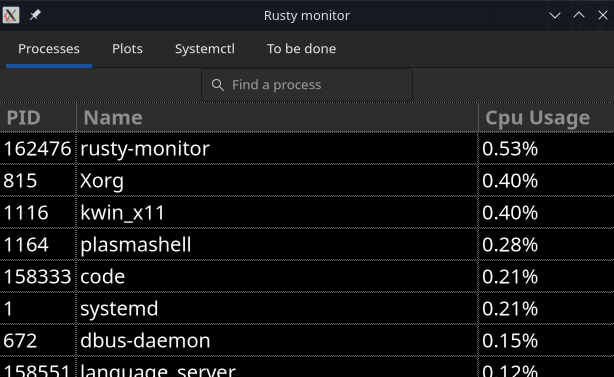 Rusty monitor
Processes Plots Systemctl To be done
Find a process
PID Name Cpu Usage
162476 rusty-monitor 0.53%
815 Xorg 0.40%
1116 kwin_x11 0.40%
1164 plasmashell 0.28%
158333 code 0.21%
1 systemd 0.21%
672 dbus-daemon 0.15%
158551 language_server 0.12%